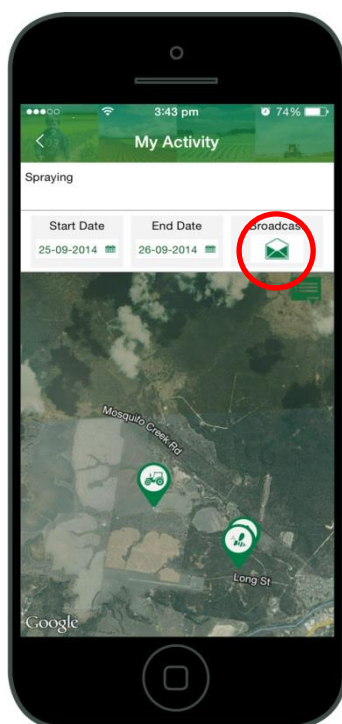 3:43 pm
74%
My Activity
Spraying
Start Date
End Date
Broadcast
25-09-2014
26-09-2014
Mosquito Creek Rd
Long St
Google